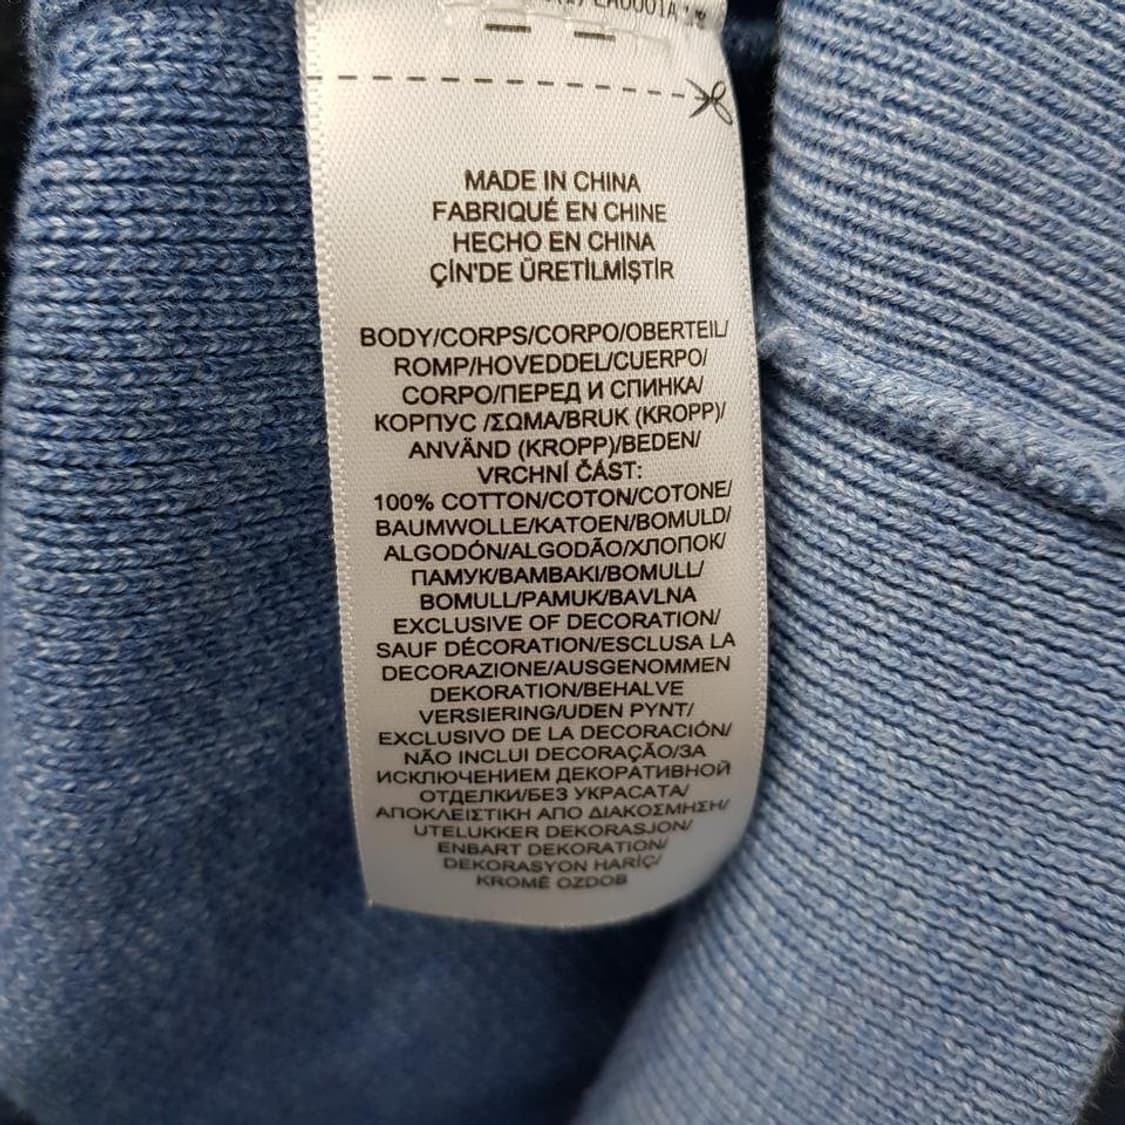 MADE IN CHINA
FABRIQUÉ EN CHINE
HECHO EN CHINA
ÇİN'DE ÜRETİLMİŞTİR
BODY/CORPS/CORPO/OBERTEIL/
ROMP/HOVEDDEL/CUERPO/
CORPO/ПЕРЕД И СПИНКА/
КОРПУС /ΣΩΜΑ/BRUK (KROPP)/
ANVÄND (KROPP)/BEDEN/
VRCHNÍ ČÁST:
100% COTTON/COTON/COTONE/
BAUMWOLLE/KATOEN/BOMULD/
ALGODÓN/ALGODÃO/ХЛОПОК/
ПАМУК/ΒΑΜΒΑΚΙ/BOMULL/
BOMULL/PAMUK/BAVLNA
EXCLUSIVE OF DECORATION/
SAUF DÉCORATION/ESCLUSA LA
DECORAZIONE/AUSGENOMMEN
DEKORATION/BEHALVE
VERSIERING/UDEN PYNT/
EXCLUSIVO DE LA DECORACIÓN/
NÃO INCLUI DECORAÇÃO/ЗА
ИСКЛЮЧЕНИЕМ ДЕКОРАТИВНОЙ
ОТДЕЛКИ/БЕЗ УКРАСАТА/
ΑΠΟΚΛΕΙΣΤΙΚΗ ΑΠΟ ΔΙΑΚΟΣΜΗΣΗ/
UTELUKKER DEKORASJON/
ENBART DEKORATION/
DEKORASYON HARİÇ/
KROMĚ OZDOB